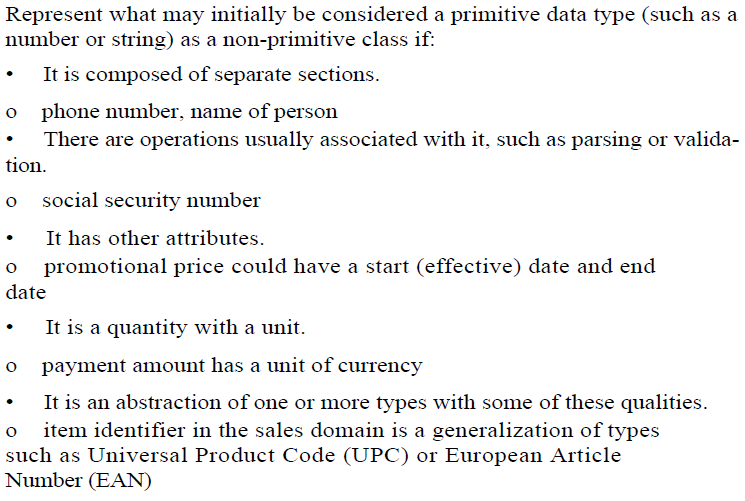 Represent what may initially be considered a primitive data type (such as a
number or string) as a non-primitive class if:
• It is composed of separate sections.
o phone number, name of person
• There are operations usually associated with it, such as parsing or valida-
tion.
o social security number
• It has other attributes.
o promotional price could have a start (effective) date and end
date
• It is a quantity with a unit.
o payment amount has a unit of currency
• It is an abstraction of one or more types with some of these qualities.
o item identifier in the sales domain is a generalization of types
such as Universal Product Code (UPC) or European Article
Number (EAN)